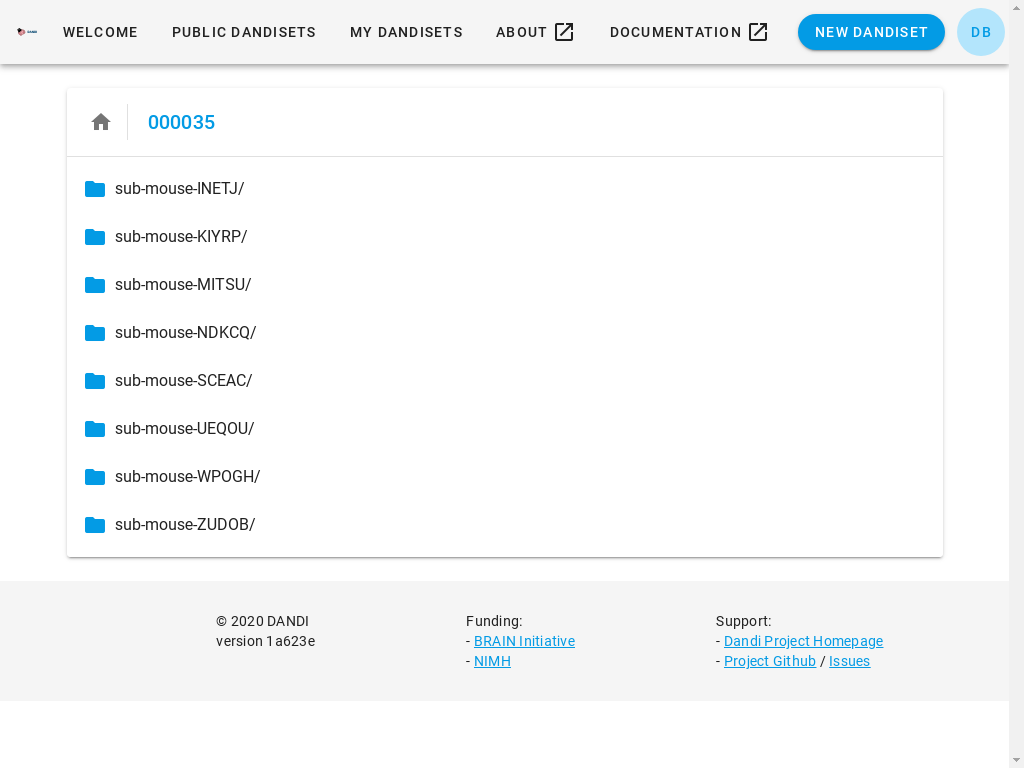 WELCOME PUBLIC DANDISETS MY DANDISETS ABOUT DOCUMENTATION NEW DANDISET DB
000035
sub-mouse-INETJ/
sub-mouse-KIYRP/
sub-mouse-MITSU/
sub-mouse-NDKCQ/
sub-mouse-SCEAC/
sub-mouse-UEQOU/
sub-mouse-WPOGH/
sub-mouse-ZUDOB/
© 2020 DANDI
version 1a623e
Funding:
- BRAIN Initiative
- NIMH
Support:
- Dandi Project Homepage
- Project Github / Issues